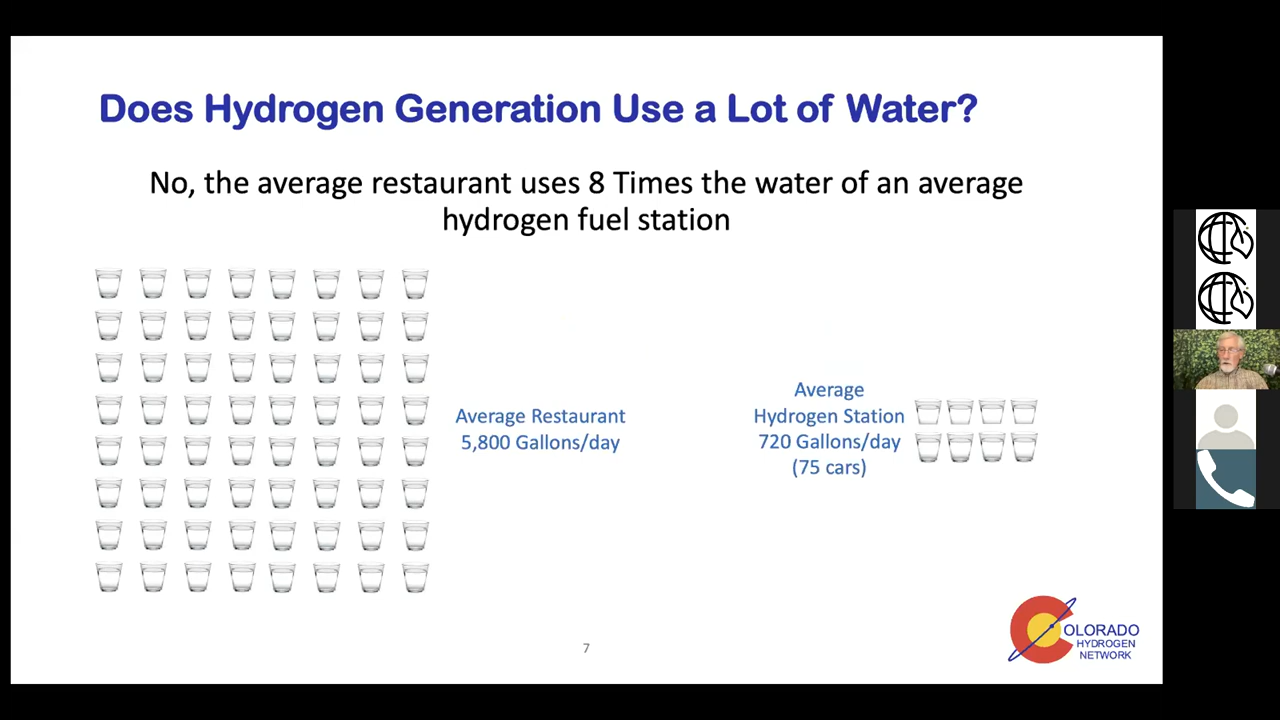 Does Hydrogen Generation Use a Lot of Water?
No, the average restaurant uses 8 Times the water of an average
hydrogen fuel station
Average Restaurant
5,800 Gallons/day
Average
Hydrogen Station
720 Gallons/day
(75 cars)
7
COLORADO
HYDROGEN
NETWORK